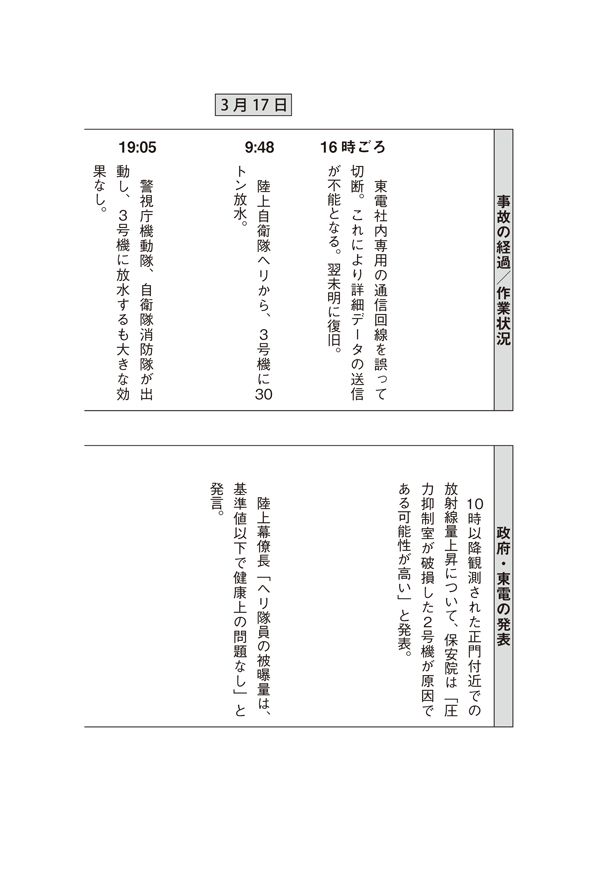 事故の経過／作業状況
16時ごろ
東電社内専用の通信回線を誤って
切断。これにより詳細データの送信
が不能となる。翌未明に復旧。
3月17日
9:48
陸上自衛隊ヘリから、3号機に30
トン放水。
19:05
警視庁機動隊、自衛隊消防隊が出
動し、3号機に放水するも大きな効
果なし。
政府・東電の発表
10時以降観測された正門付近での
放射線量上昇について、保安院は「圧
力抑制室が破損した2号機が原因で
ある可能性が高い」と発表。
陸上幕僚長「ヘリ隊員の被曝量は、
基準値以下で健康上の問題なし」と
発言。